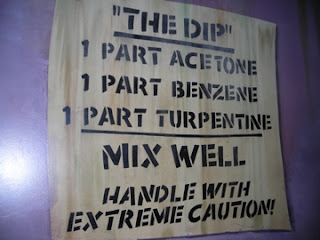 "THE DIP"
1 PART ACETONE
1 PART BENZENE
1 PART TURPENTINE
MIX WELL
HANDLE WITH
EXTREME CAUTION!